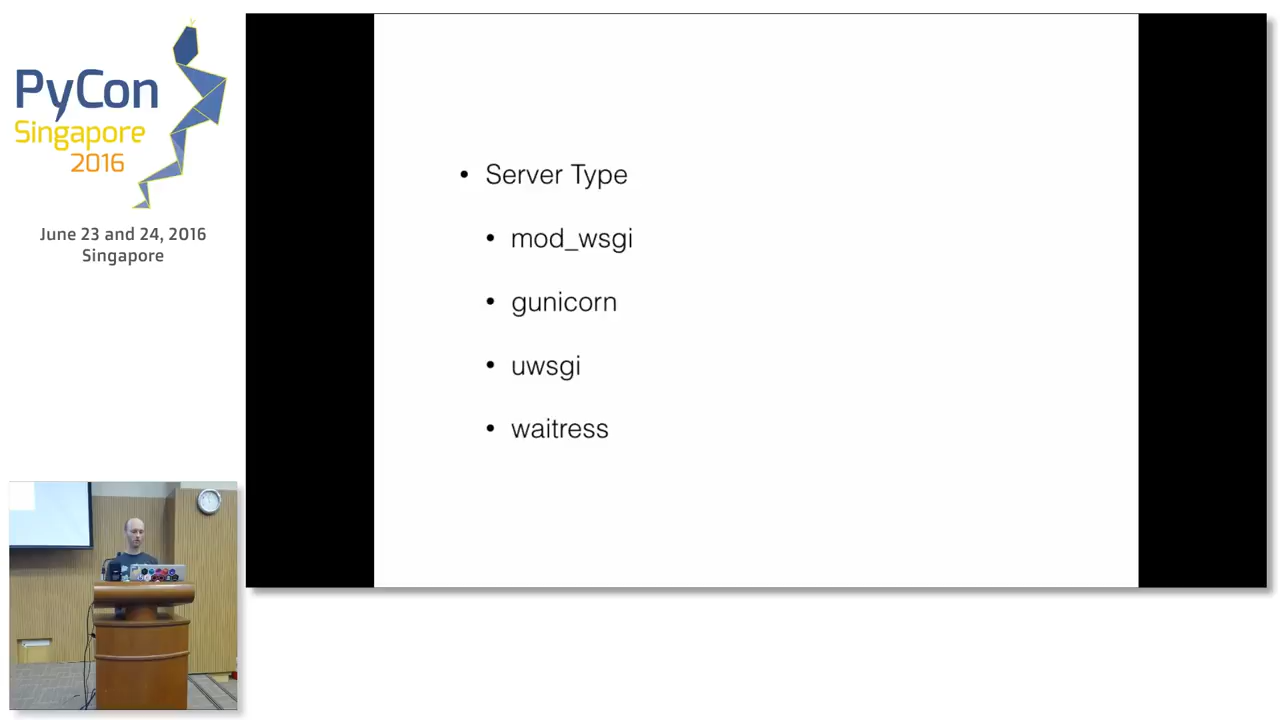 PyCon
Singapore
2016
June 23 and 24, 2016
Singapore
• Server Type
• mod_wsgi
• gunicorn
• uwsgi
• waitress